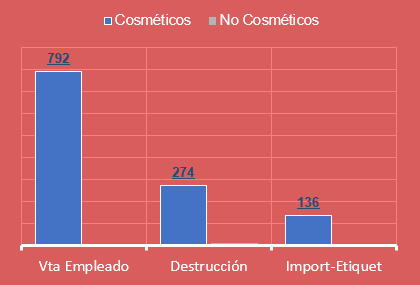 Cosméticos No Cosméticos
792
274
136
Vta Empleado Destrucción Import-Etiquet